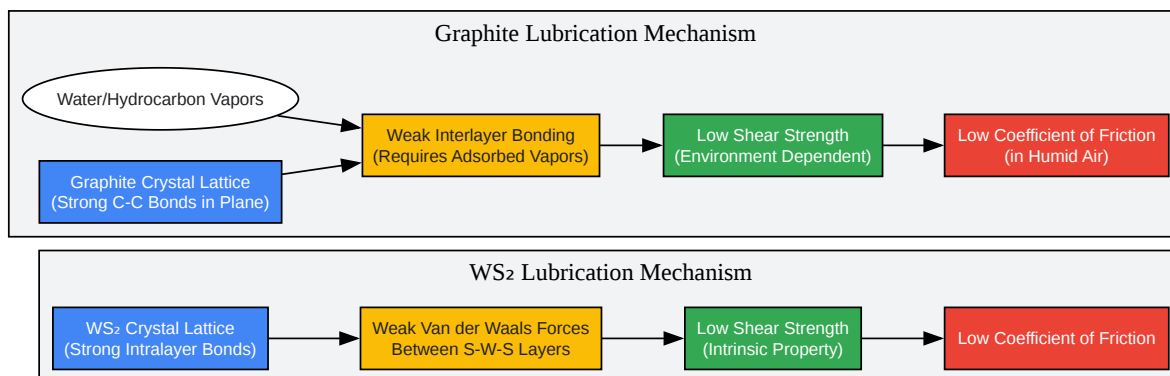 Graphite Lubrication Mechanism
Water/Hydrocarbon Vapors
Graphite Crystal Lattice
(Strong C-C Bonds in Plane)
Weak Interlayer Bonding
(Requires Adsorbed Vapors)
Low Shear Strength
(Environment Dependent)
Low Coefficient of Friction
(in Humid Air)
WS₂ Lubrication Mechanism
WS₂ Crystal Lattice
(Strong Intralayer Bonds)
Weak Van der Waals Forces
Between S-W-S Layers
Low Shear Strength
(Intrinsic Property)
Low Coefficient of Friction